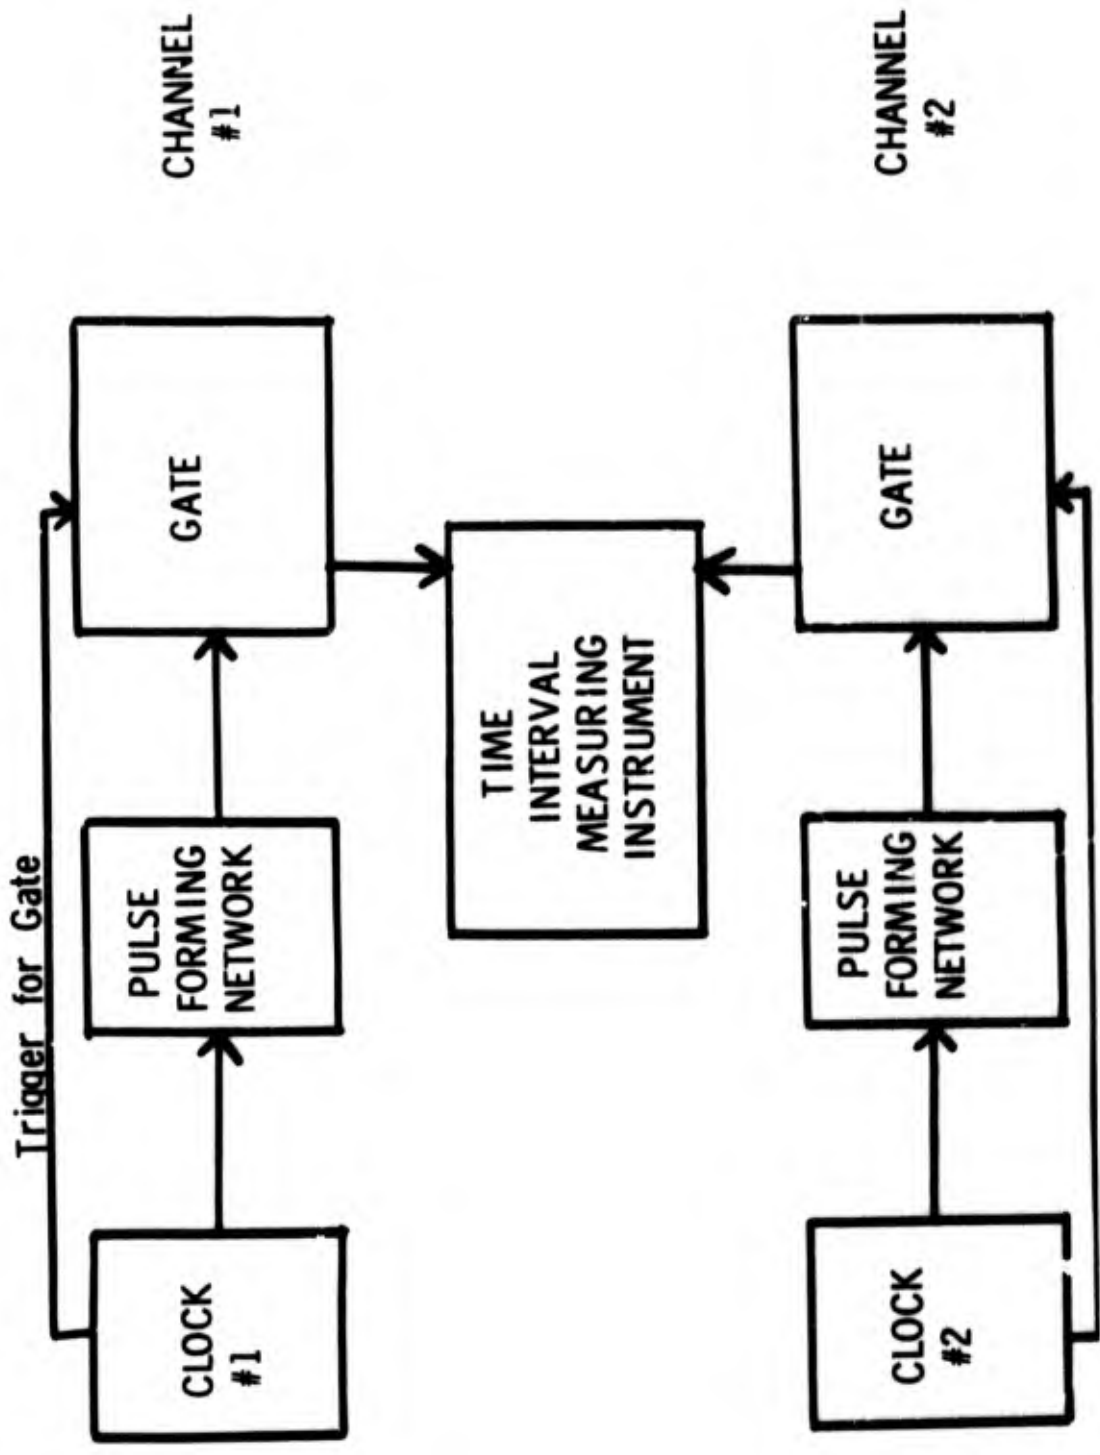 Trigger for Gate
CLOCK
#1
PULSE
FORMING
NETWORK
GATE
CHANNEL
#1
TIME
INTERVAL
MEASURING
INSTRUMENT
CLOCK
#2
PULSE
FORMING
NETWORK
GATE
CHANNEL
#2